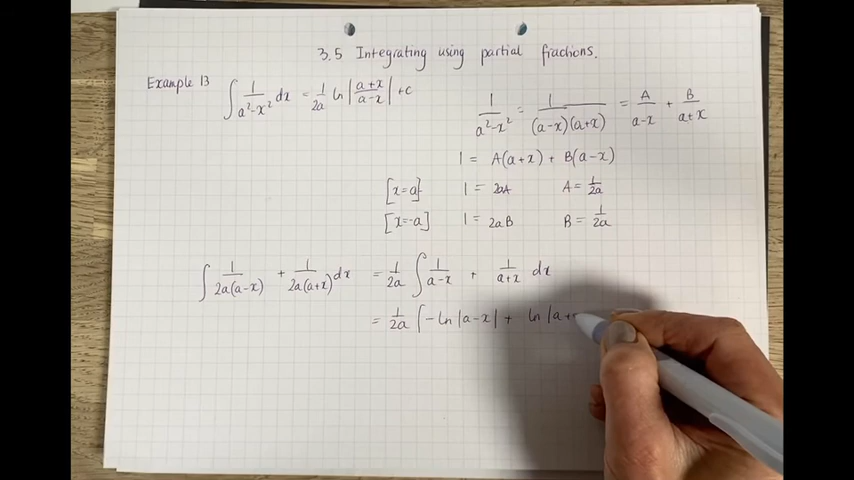 3.5 Integrating using partial fractions.
Example 13 ∫ 1/(a²-x²) dx = 1/2a ln |(a+x)/(a-x)| + c
1/(a²-x²) = 1/((a-x)(a+x)) = A/(a-x) + B/(a+x)
1 = A(a+x) + B(a-x)
[x=a] 1 = 2aA A = 1/2a
[x=-a] 1 = 2aB B = 1/2a
∫ 1/(2a(a-x)) + 1/(2a(a+x)) dx = 1/2a ∫ 1/(a-x) + 1/(a+x) dx
= 1/2a [-ln|a-x| + ln|a+